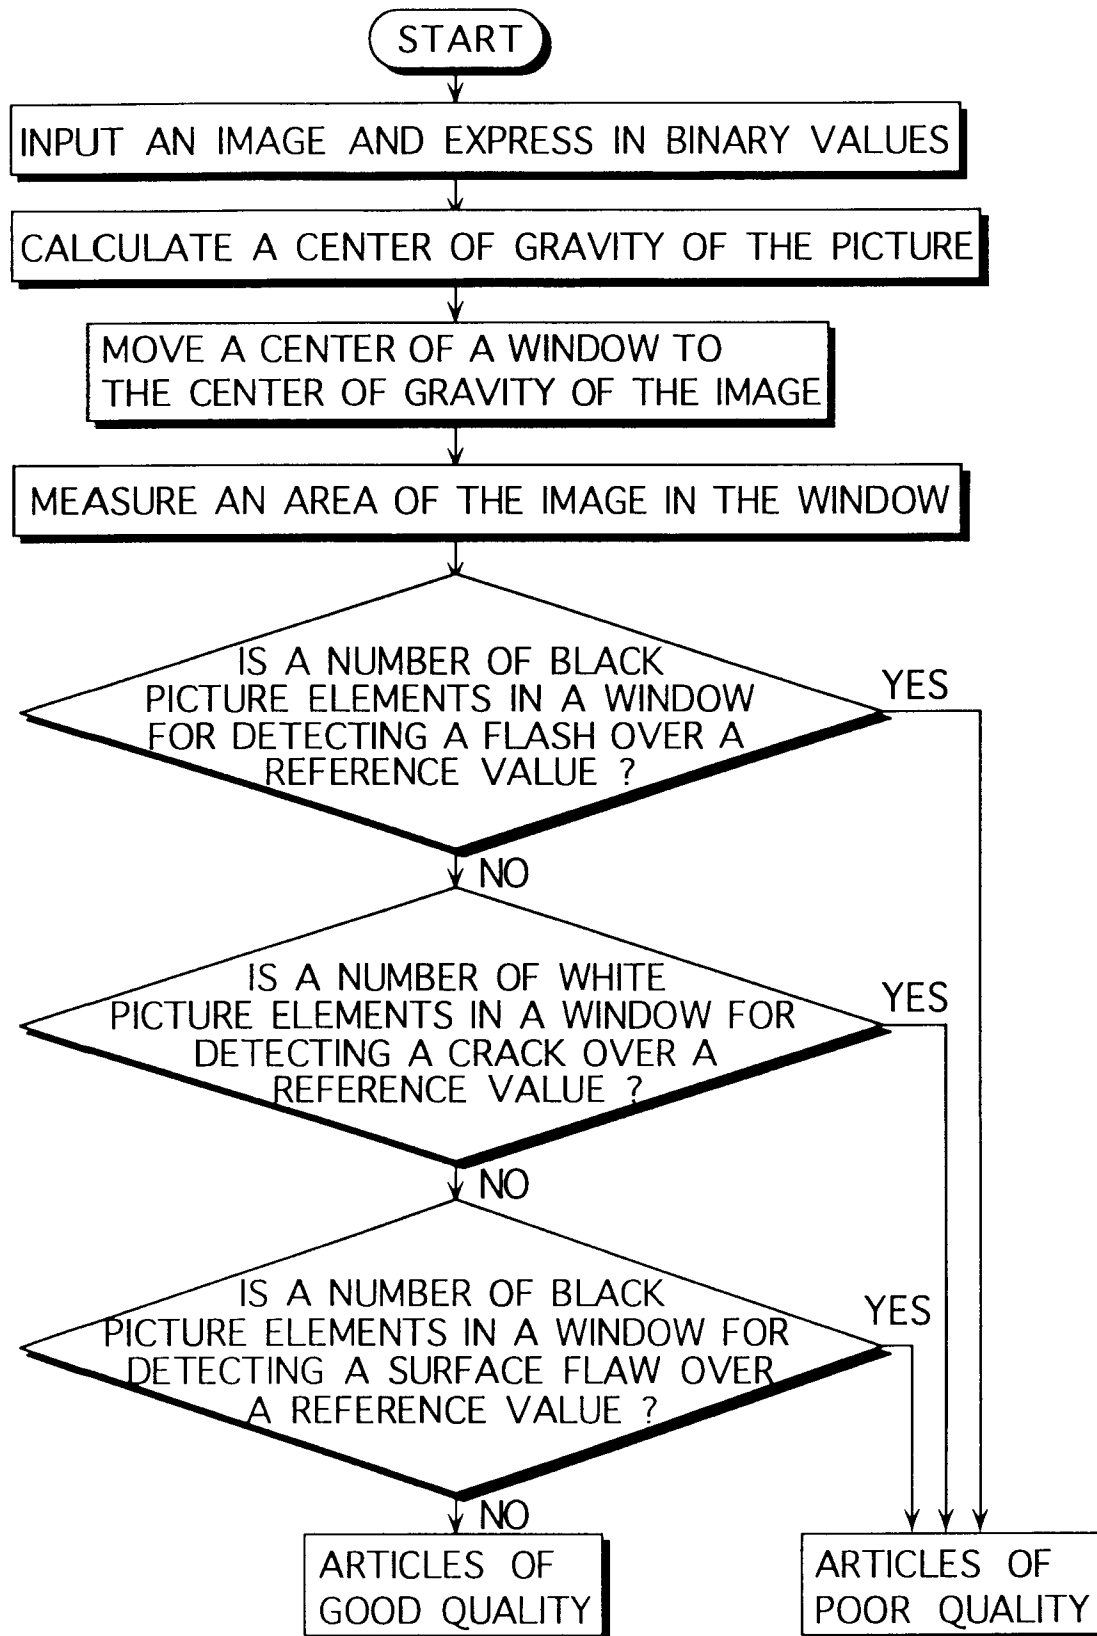 START
INPUT AN IMAGE AND EXPRESS IN BINARY VALUES
CALCULATE A CENTER OF GRAVITY OF THE PICTURE
MOVE A CENTER OF A WINDOW TO
THE CENTER OF GRAVITY OF THE IMAGE
MEASURE AN AREA OF THE IMAGE IN THE WINDOW
IS A NUMBER OF BLACK
PICTURE ELEMENTS IN A WINDOW
FOR DETECTING A FLASH OVER A
REFERENCE VALUE ?
YES
NO
IS A NUMBER OF WHITE
PICTURE ELEMENTS IN A WINDOW FOR
DETECTING A CRACK OVER A
REFERENCE VALUE ?
YES
NO
IS A NUMBER OF BLACK
PICTURE ELEMENTS IN A WINDOW FOR
DETECTING A SURFACE FLAW OVER
A REFERENCE VALUE ?
YES
NO
ARTICLES OF
GOOD QUALITY
ARTICLES OF
POOR QUALITY